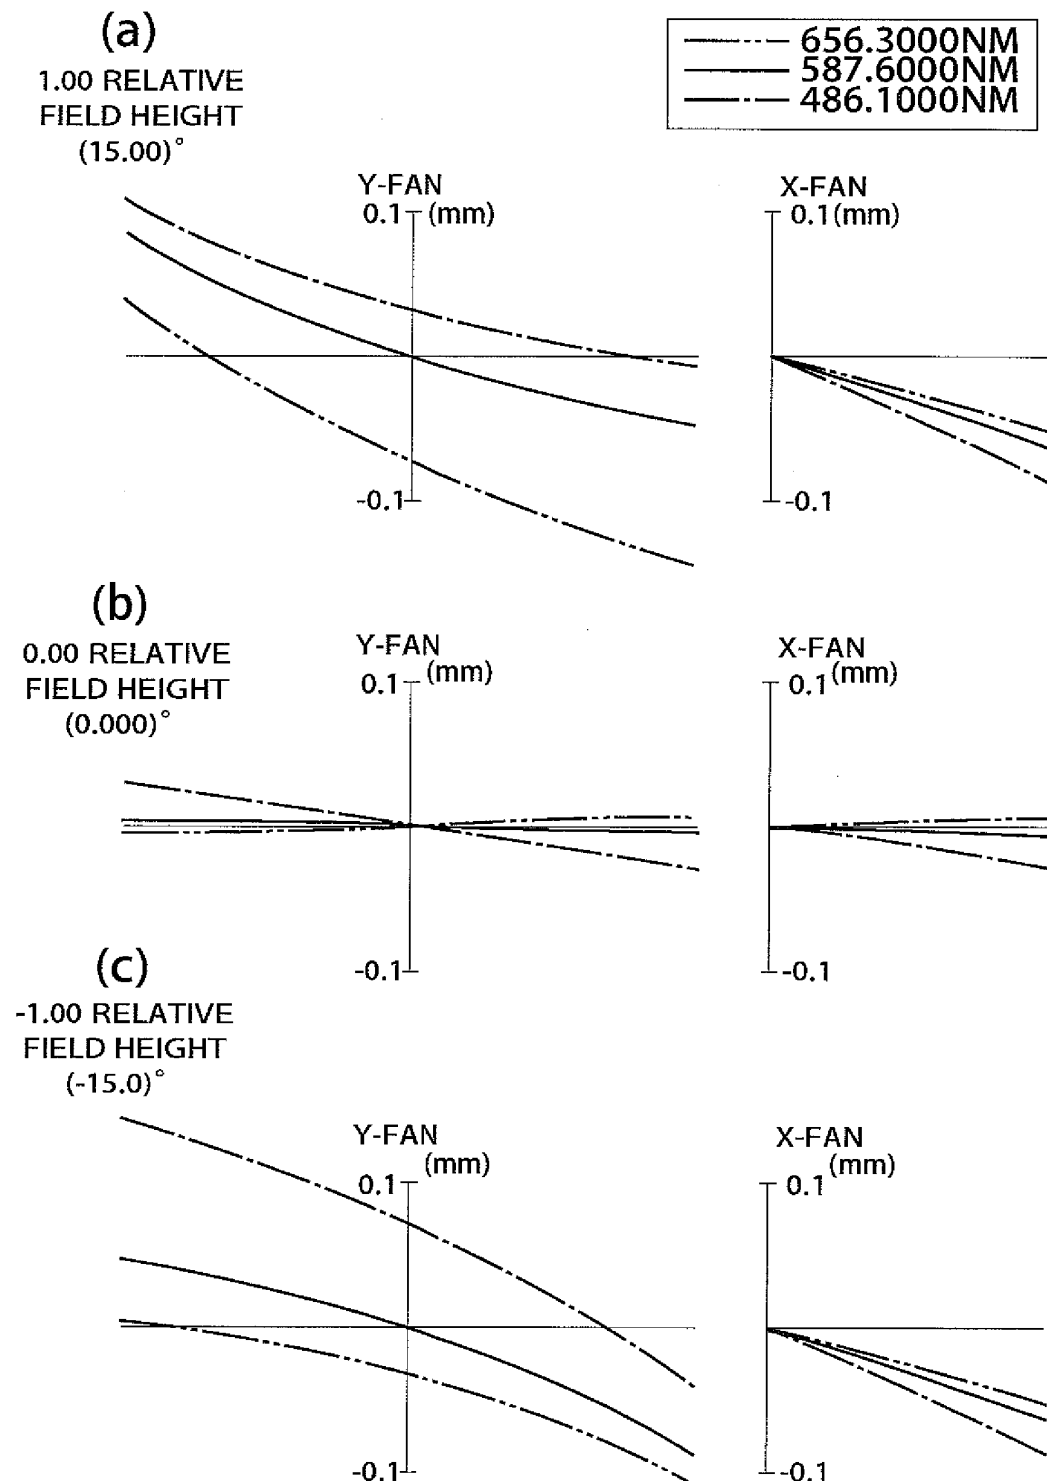 (a)
1.00 RELATIVE
FIELD HEIGHT
(15.00)°
656.3000NM
587.6000NM
486.1000NM
Y-FAN
0.1 (mm)
-0.1
X-FAN
0.1(mm)
-0.1
(b)
0.00 RELATIVE
FIELD HEIGHT
(0.000)°
Y-FAN
0.1 (mm)
-0.1
X-FAN
0.1 (mm)
-0.1
(c)
-1.00 RELATIVE
FIELD HEIGHT
(-15.0)°
Y-FAN
(mm)
0.1
-0.1
X-FAN
(mm)
0.1
-0.1